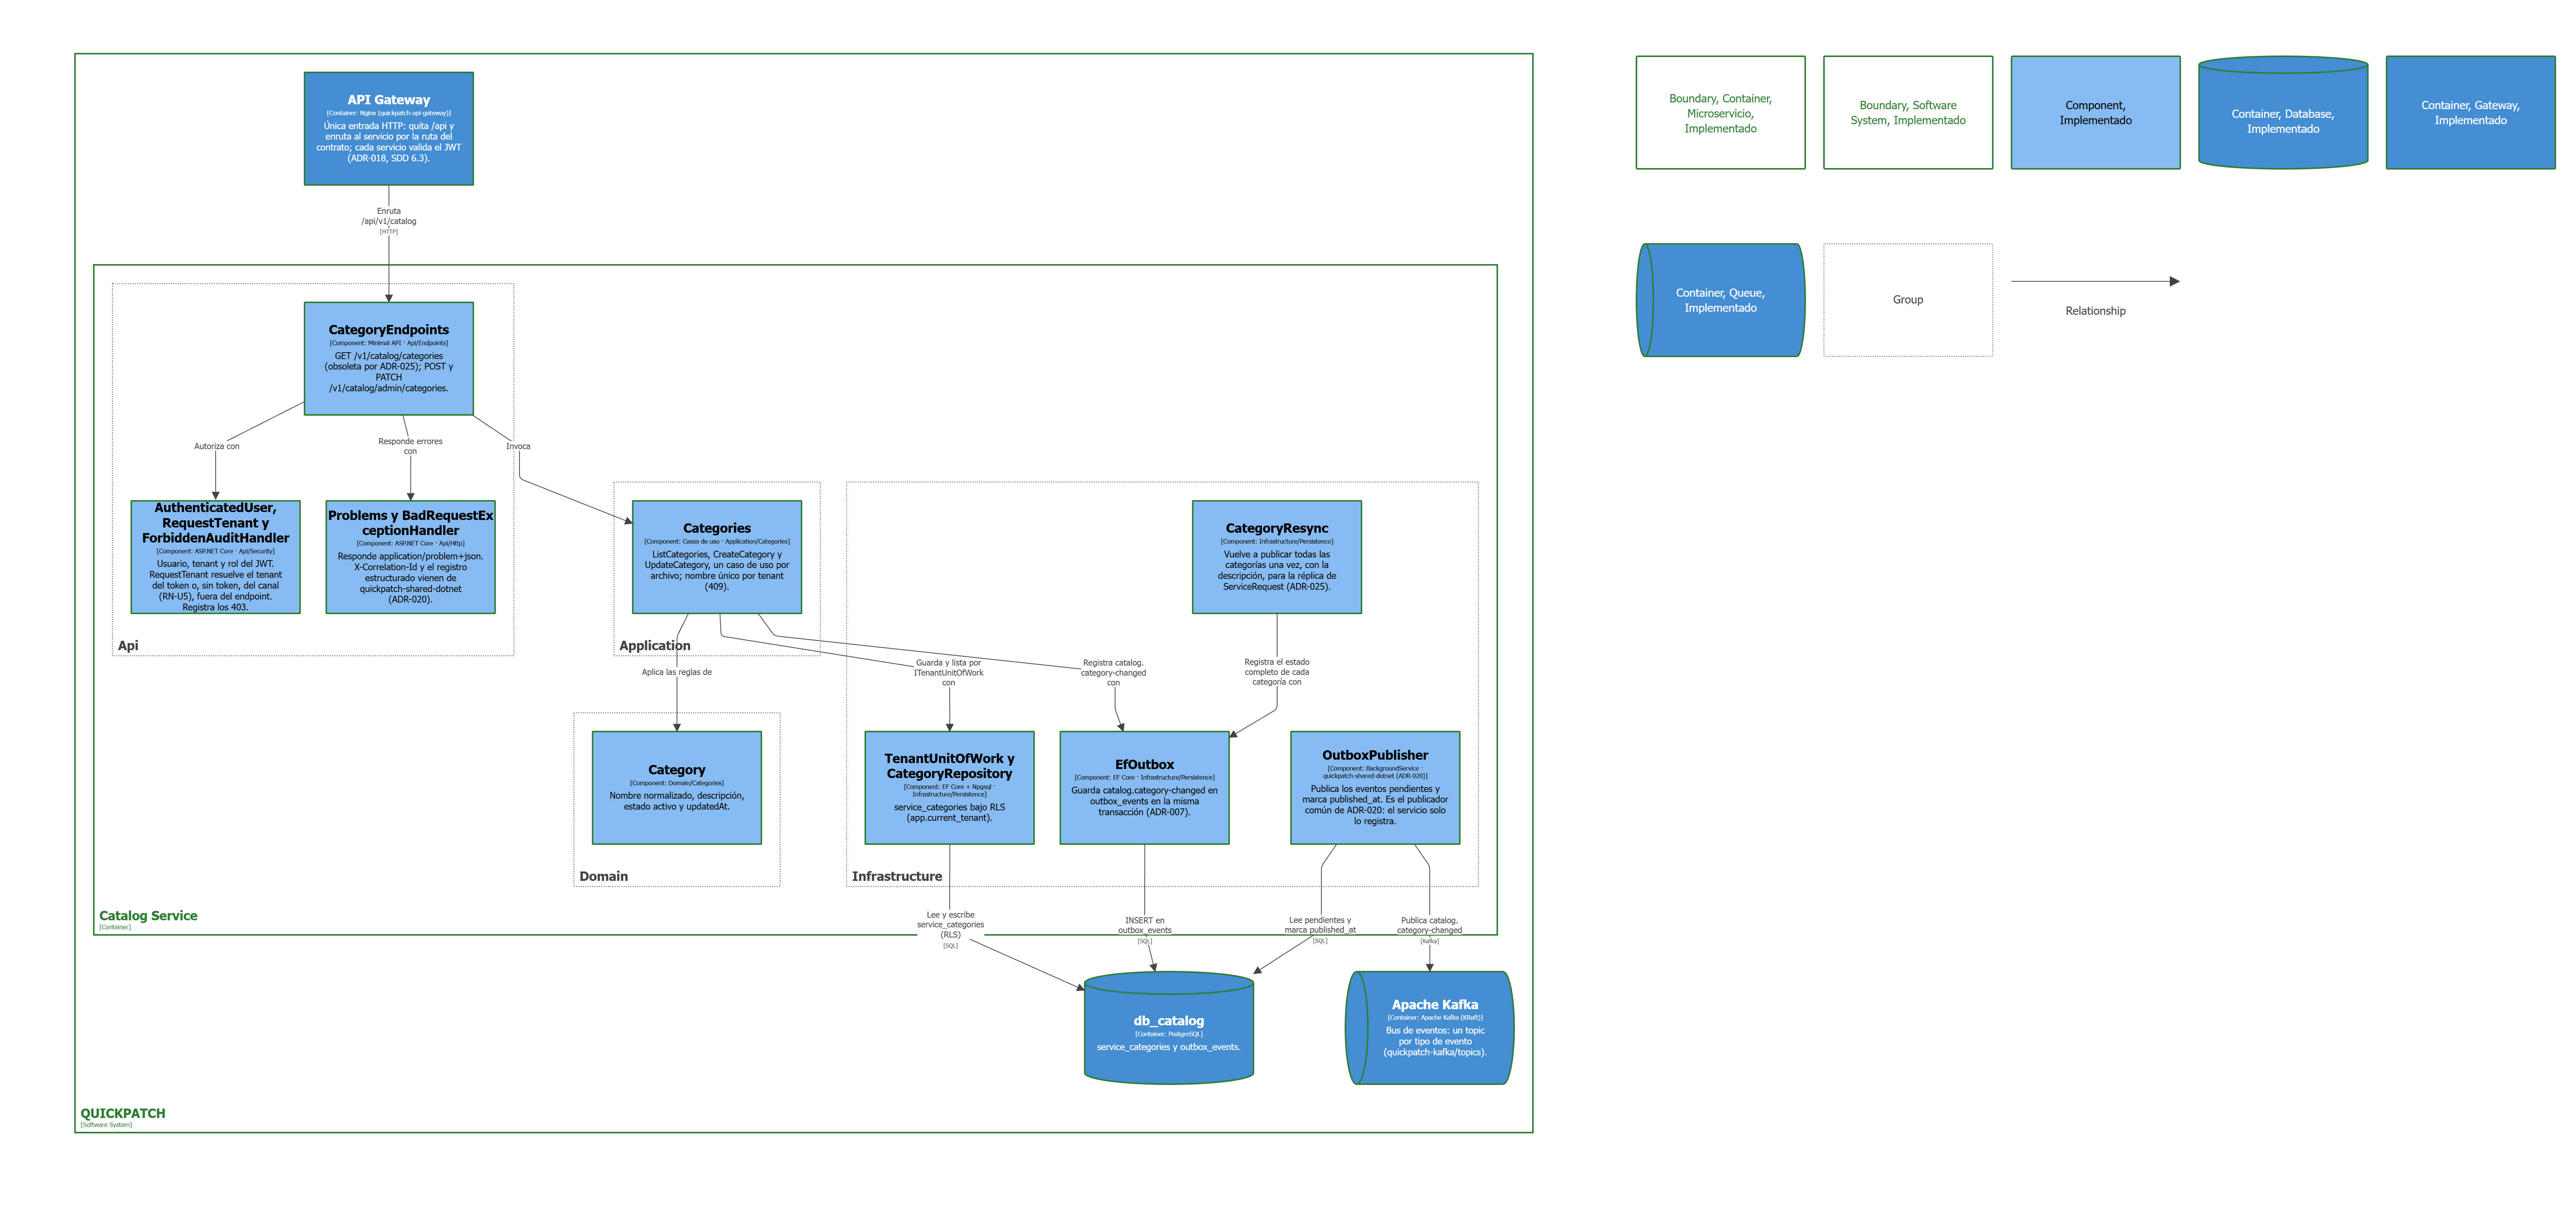 API Gateway
[Container: Nginx (quickpatch-api-gateway)]
Única entrada HTTP: quita /api y
enruta al servicio por la ruta del
contrato; cada servicio valida el JWT
(ADR-018, SDD 6.3).
Enruta
/api/v1/catalog
[HTTP]
CategoryEndpoints
[Component: Minimal API · Api/Endpoints]
GET /v1/catalog/categories
(obsoleta por ADR-025); POST y
PATCH
/v1/catalog/admin/categories.
Autoriza con
Responde errores
con
Invoca
AuthenticatedUser,
RequestTenant y
ForbiddenAuditHandler
[Component: ASP.NET Core · Api/Security]
Usuario, tenant y rol del JWT.
RequestTenant resuelve el tenant
del token o, sin token, del canal
(RN-U5), fuera del endpoint.
Registra los 403.
Problems y BadRequestEx
ceptionHandler
[Component: ASP.NET Core · Api/Http]
Responde application/problem+json.
X-Correlation-Id y el registro
estructurado vienen de
quickpatch-shared-dotnet
(ADR-020).
Api
Categories
[Component: Casos de uso · Application/Categories]
ListCategories, CreateCategory y
UpdateCategory, un caso de uso por
archivo; nombre único por tenant
(409).
Application
CategoryResync
[Component: Infrastructure/Persistence]
Vuelve a publicar todas las
categorías una vez, con la
descripción, para la réplica de
ServiceRequest (ADR-025).
Aplica las reglas de
Guarda y lista por
ITenantUnitOfWork
con
Registra catalog.
category-changed
con
Registra el estado
completo de cada
categoría con
Category
[Component: Domain/Categories]
Nombre normalizado, descripción,
estado activo y updatedAt.
Domain
TenantUnitOfWork y
CategoryRepository
[Component: EF Core + Npgsql ·
Infrastructure/Persistence]
service_categories bajo RLS
(app.current_tenant).
EfOutbox
[Component: EF Core · Infrastructure/Persistence]
Guarda catalog.category-changed en
outbox_events en la misma
transacción (ADR-007).
OutboxPublisher
[Component: BackgroundService ·
quickpatch-shared-dotnet (ADR-020)]
Publica los eventos pendientes y
marca published_at. Es el publicador
común de ADR-020: el servicio solo
lo registra.
Infrastructure
Catalog Service
[Container]
Lee y escribe
service_categories
(RLS)
[SQL]
INSERT en
outbox_events
[SQL]
Lee pendientes y
marca published_at
[SQL]
Publica catalog.
category-changed
[Kafka]
db_catalog
[Container: PostgreSQL]
service_categories y outbox_events.
Apache Kafka
[Container: Apache Kafka (KRaft)]
Bus de eventos: un topic
por tipo de evento
(quickpatch-kafka/topics).
QUICKPATCH
[Software System]
Boundary, Container,
Microservicio,
Implementado
Boundary, Software
System, Implementado
Component,
Implementado
Container, Database,
Implementado
Container, Gateway,
Implementado
Container, Queue,
Implementado
Group
Relationship